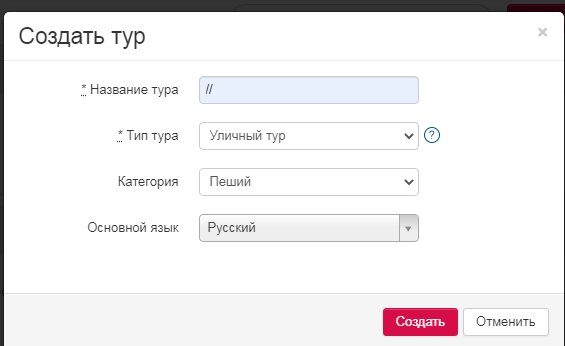 Создать тур ×
* Название тура //
* Тип тура Уличный тур ?
Категория Пеший
Основной язык Русский
Создать Отменить